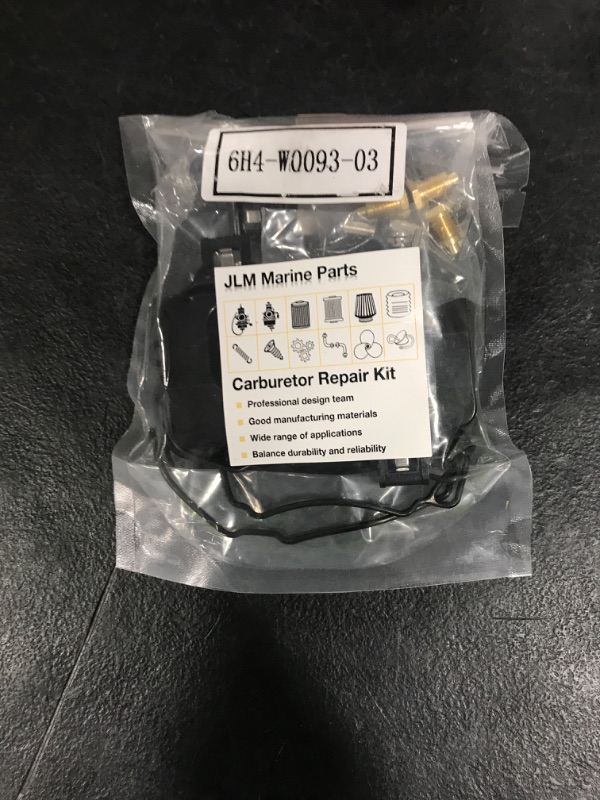 6H4-W0093-03
JLM Marine Parts
Carburetor Repair Kit
Professional design team
Good manufacturing materials
Wide range of applications
Balance durability and reliability